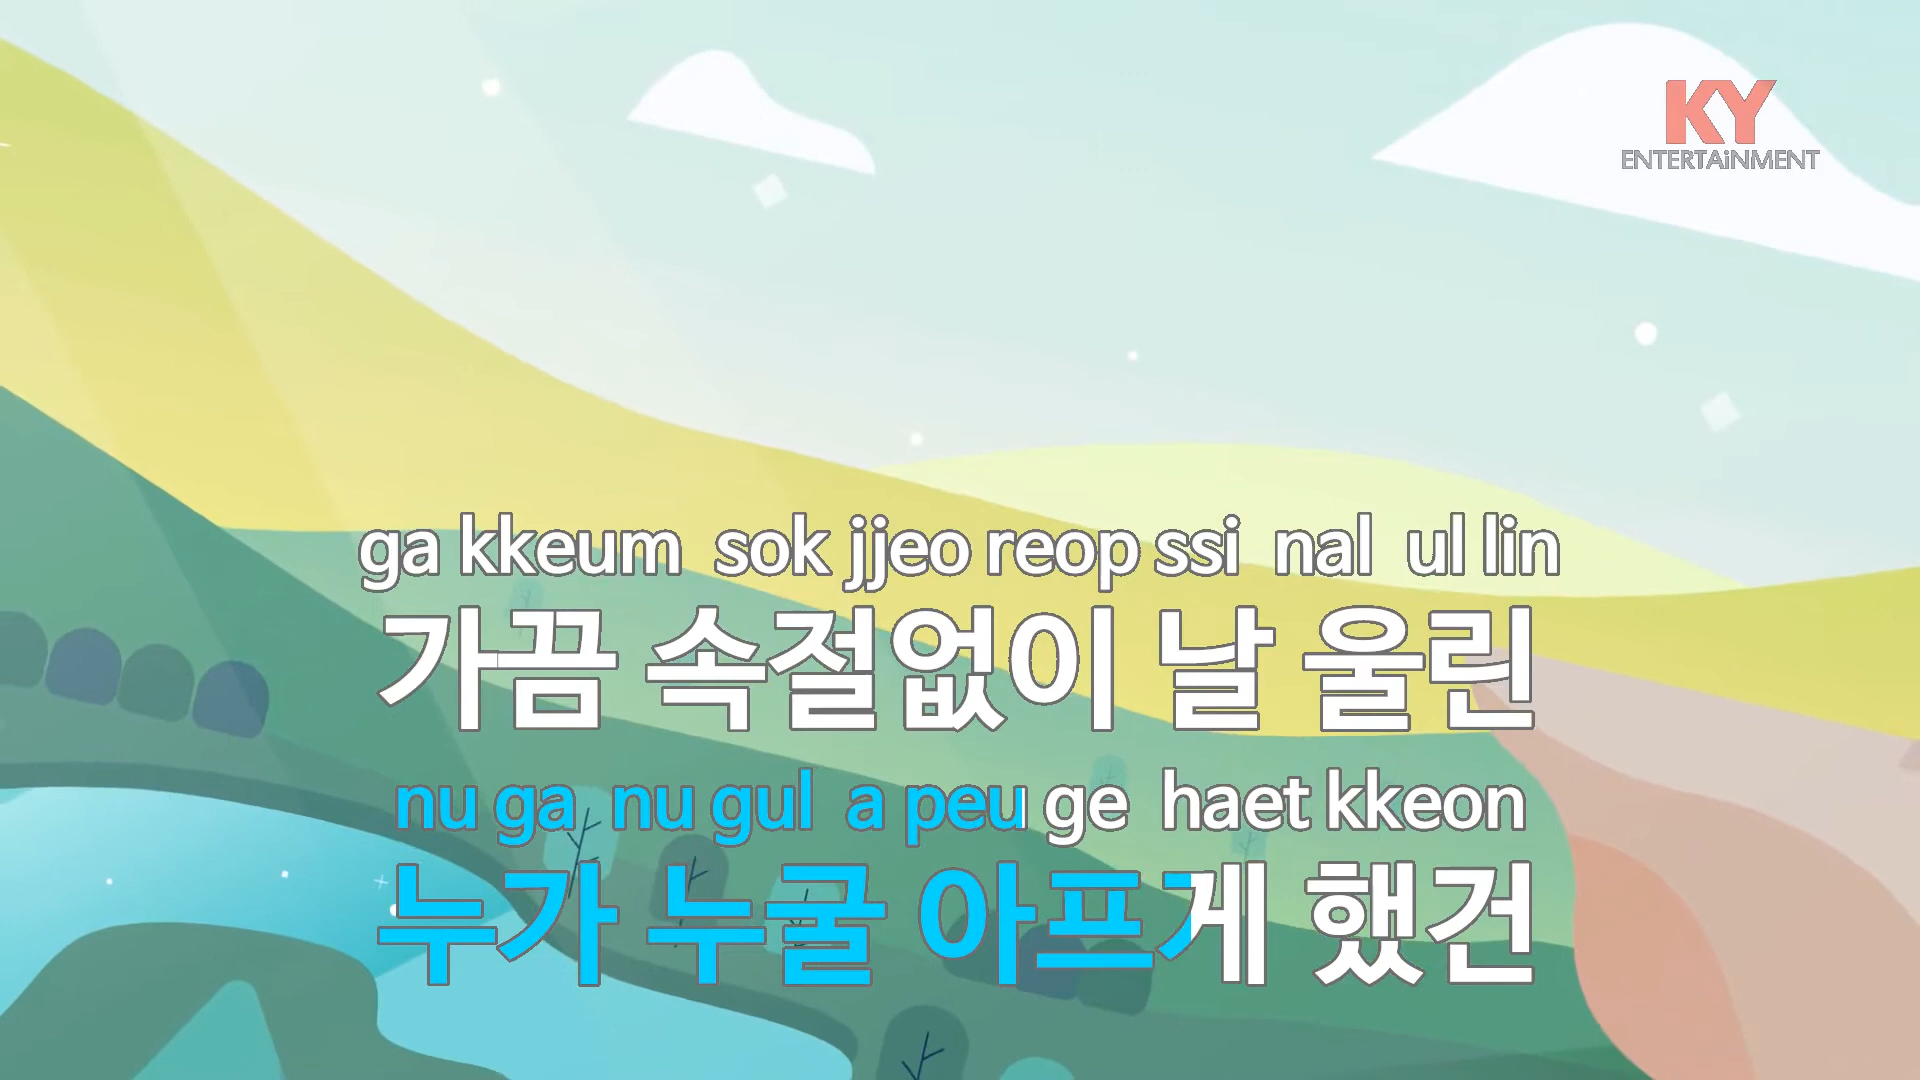 KY
ENTERTAiNMENT
ga kkeum sok jjeo reop ssi nal ul lin
가끔 속절없이 날 울린
nu ga nu gul a peu ge haet kkeon
누가 누굴 아프게 했건